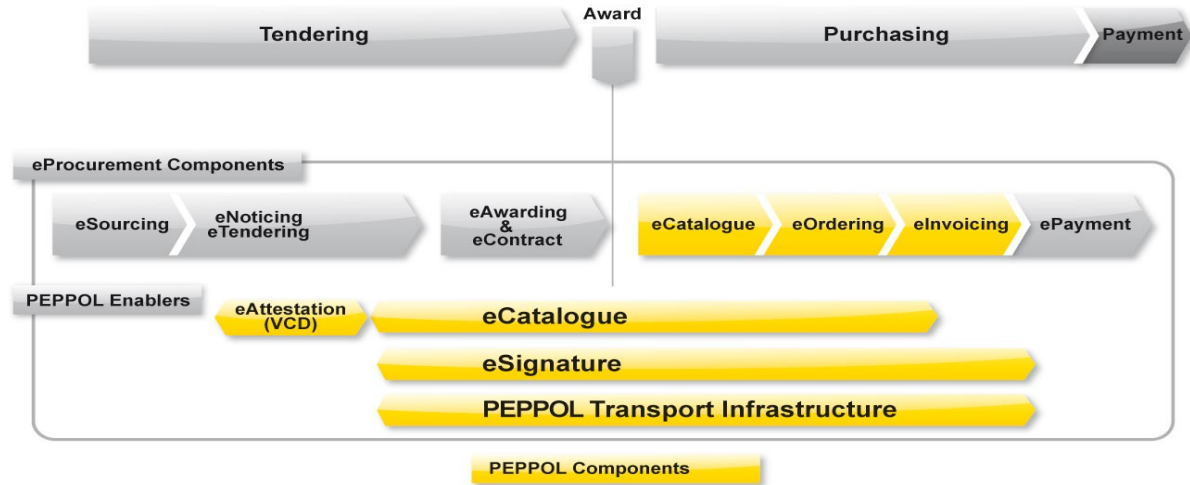 Award
Tendering
Purchasing
Payment
eProcurement Components
eSourcing
eNoticing
eTendering
eAwarding
&
eContract
eCatalogue
eOrdering
eInvoicing
ePayment
PEPPOL Enablers
eAttestation
(VCD)
eCatalogue
eSignature
PEPPOL Transport Infrastructure
PEPPOL Components